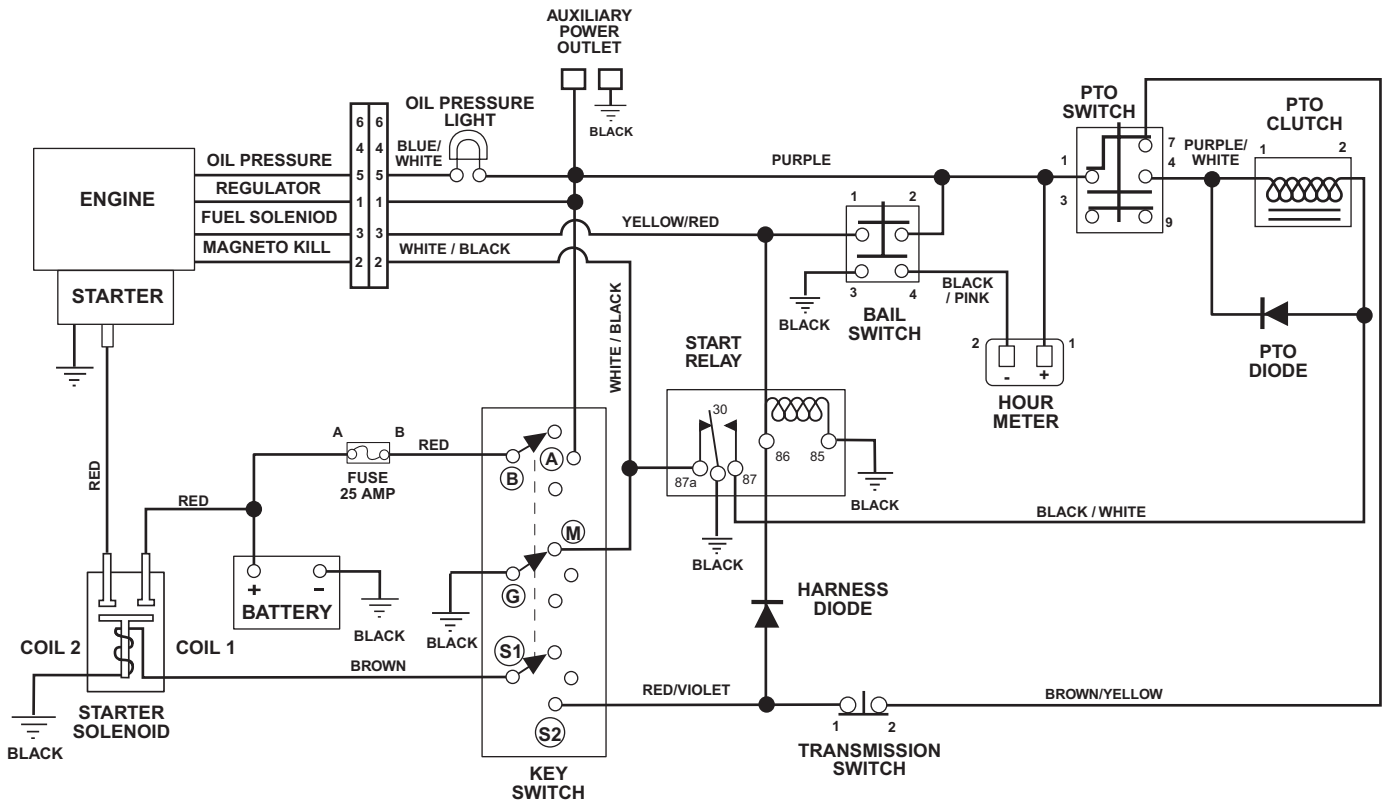 AUXILIARY
POWER
OUTLET
BLACK
OIL PRESSURE
LIGHT
BLUE/
WHITE
6 6
4 4
5 5
1 1
3 3
2 2
ENGINE
OIL PRESSURE
REGULATOR
FUEL SOLENIOD
MAGNETO KILL
STARTER
WHITE / BLACK
YELLOW/RED
PURPLE
PTO
SWITCH
1
7
4
3
9
PURPLE/
WHITE
PTO
CLUTCH
1 2
PTO
DIODE
1 2
3 4
BLACK
BAIL
SWITCH
BLACK
/ PINK
2 1
- +
HOUR
METER
WHITE / BLACK
START
RELAY
30
87a
87
86 85
BLACK
BLACK
BLACK / WHITE
A B
RED
FUSE
25 AMP
RED
RED
+ -
BATTERY
BLACK
COIL 2
COIL 1
BROWN
STARTER
SOLENOID
BLACK
B
A
M
G
BLACK
S1
S2
KEY
SWITCH
HARNESS
DIODE
RED/VIOLET
1 2
TRANSMISSION
SWITCH
BROWN/YELLOW